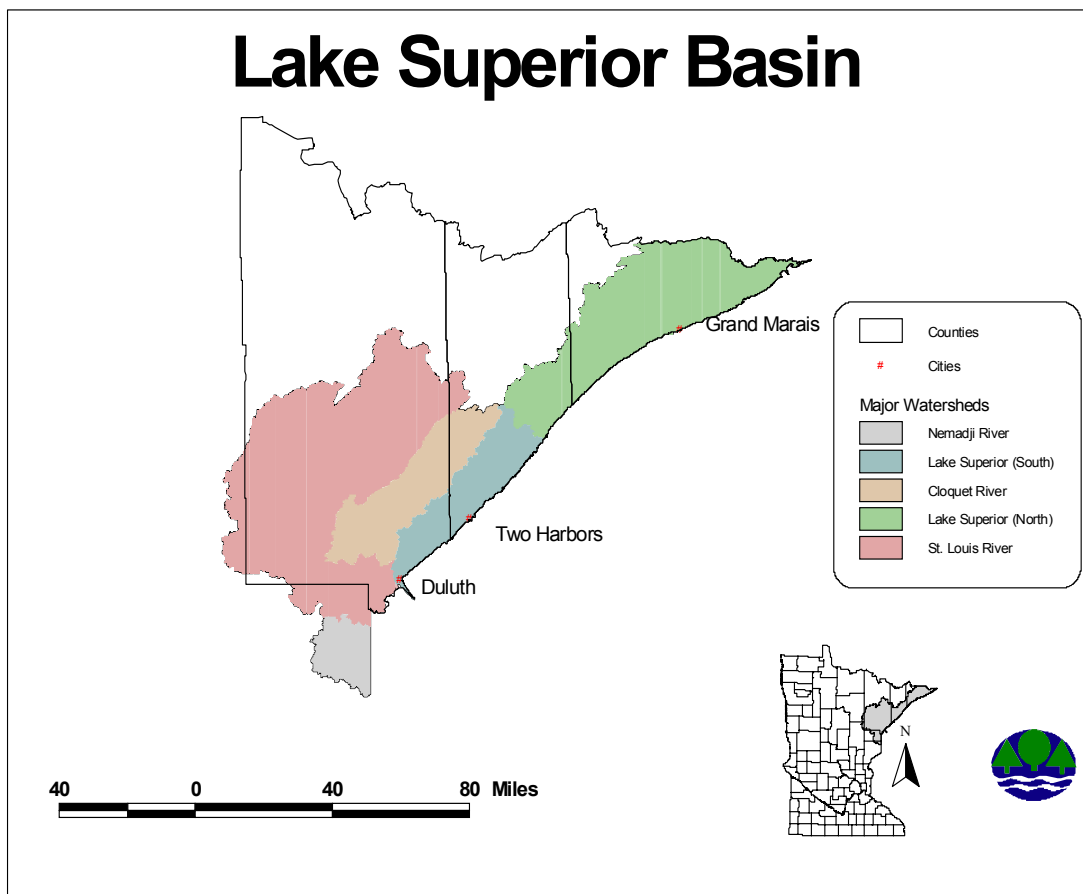 Lake Superior Basin
Grand Marais
Two Harbors
Duluth
Counties
# Cities
Major Watersheds
Nemadji River
Lake Superior (South)
Cloquet River
Lake Superior (North)
St. Louis River
N
40 0 40 80 Miles